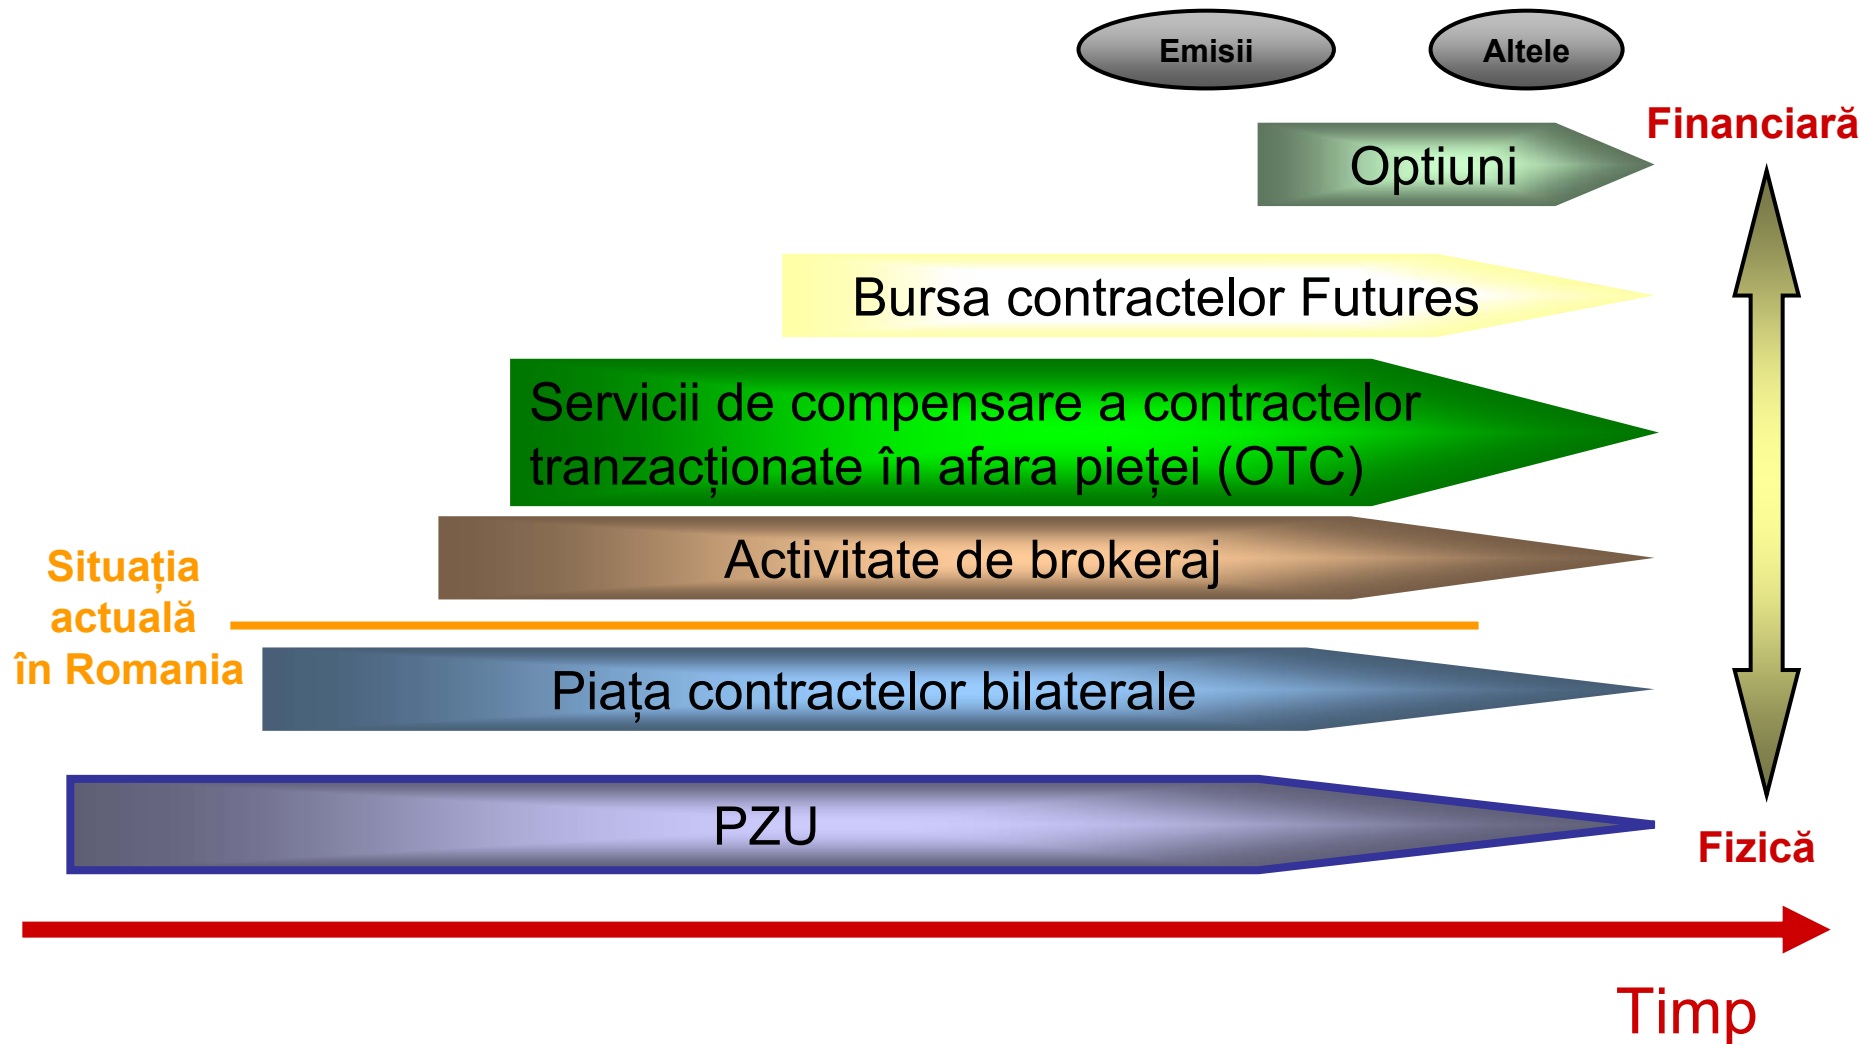 Emisii
Altele
Financiară
Optiuni
Bursa contractelor Futures
Servicii de compensare a contractelor
tranzacționate în afara pieței (OTC)
Activitate de brokeraj
Situația
actuală
în Romania
Piața contractelor bilaterale
PZU
Fizică
Timp